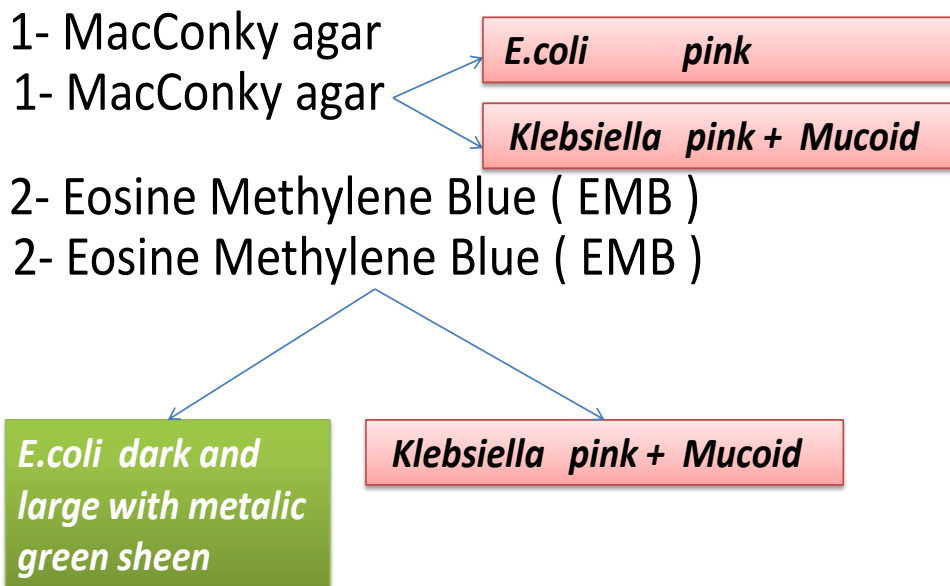 1- MacConky agar
1- MacConky agar
E.coli pink
Klebsiella pink + Mucoid
2- Eosine Methylene Blue ( EMB )
2- Eosine Methylene Blue ( EMB )
E.coli dark and
large with metalic
green sheen
Klebsiella pink + Mucoid